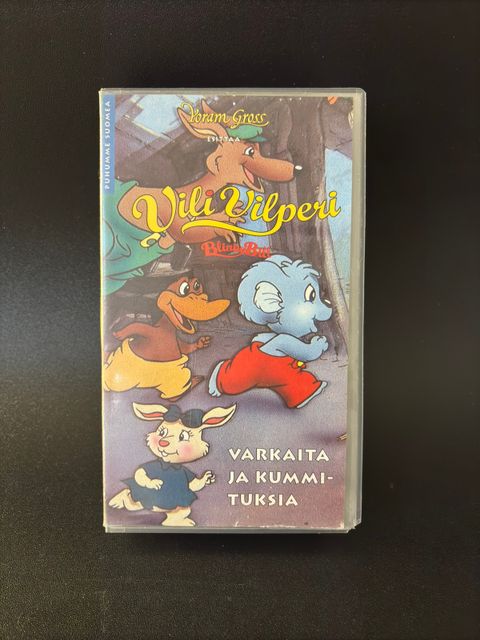 PUHUMME SUOMEA
Yoram Gross
ESITTÄÄ
Vili Vilperi
Blinky Bill
VARKAITA
JA KUMMI-
TUKSIA